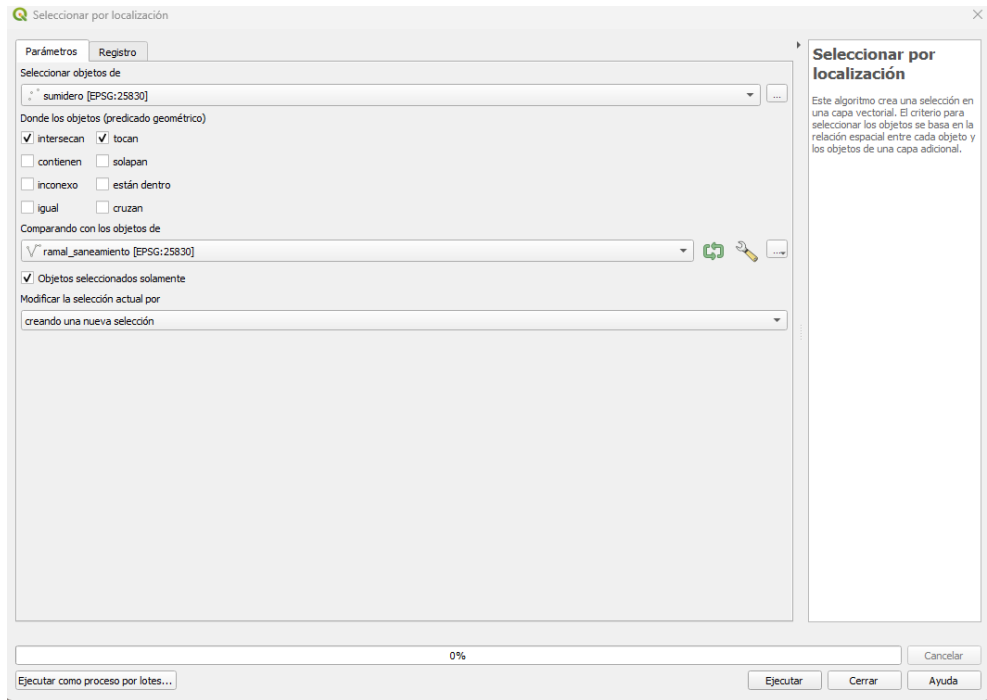 Seleccionar por localización
Parámetros Registro
Seleccionar objetos de
sumidero [EPSG:25830]
...
Donde los objetos (predicado geométrico)
intersecan tocan
contienen solapan
inconexo están dentro
igual cruzan
Comparando con los objetos de
ramal_saneamiento [EPSG:25830]
...
Objetos seleccionados solamente
Modificar la selección actual por
creando una nueva selección
Seleccionar por
localización
Este algoritmo crea una selección en
una capa vectorial. El criterio para
seleccionar los objetos se basa en la
relación espacial entre cada objeto y
los objetos de una capa adicional.
0%
Cancelar
Ejecutar como proceso por lotes...
Ejecutar
Cerrar
Ayuda